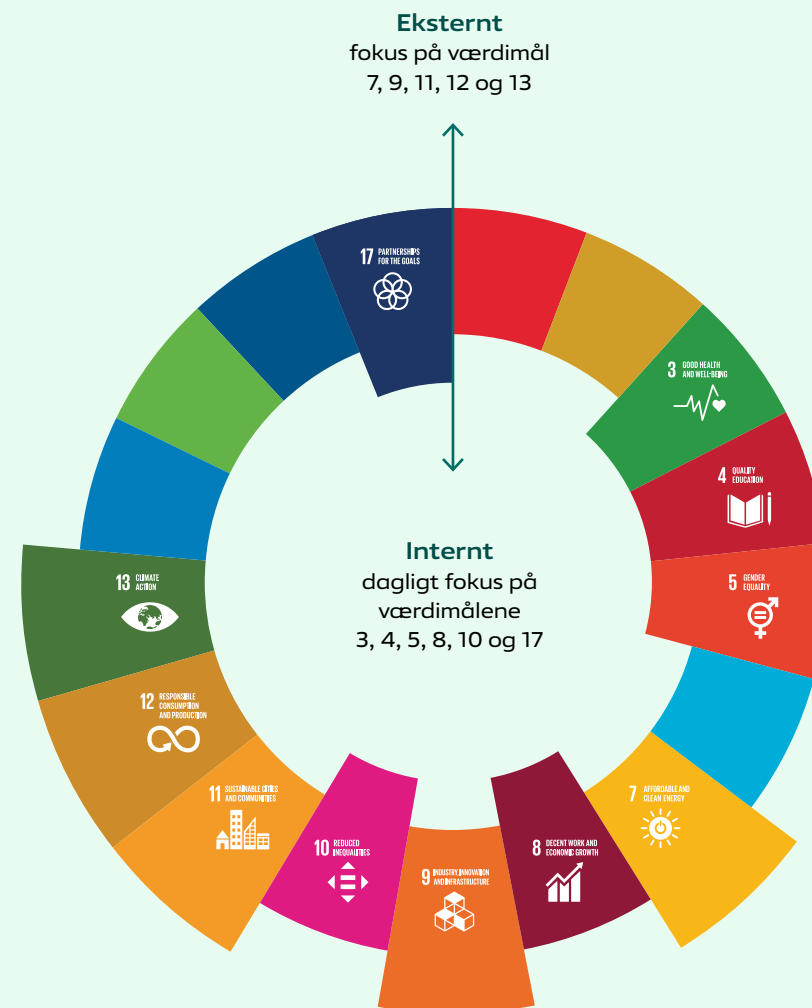 Eksternt
fokus på værdimål
7, 9, 11, 12 og 13
17 PARTNERSHIPS
FOR THE GOALS
3 GOOD HEALTH
AND WELL-BEING
4 QUALITY
EDUCATION
Internt
dagligt fokus på
værdimålene
3, 4, 5, 8, 10 og 17
13 CLIMATE
ACTION
5 GENDER
EQUALITY
12 RESPONSIBLE
CONSUMPTION
AND PRODUCTION
11 SUSTAINABLE CITIES
AND COMMUNITIES
7 AFFORDABLE AND
CLEAN ENERGY
10 REDUCED
INEQUALITIES
8 DECENT WORK AND
ECONOMIC GROWTH
9 INDUSTRY, INNOVATION
AND INFRASTRUCTURE